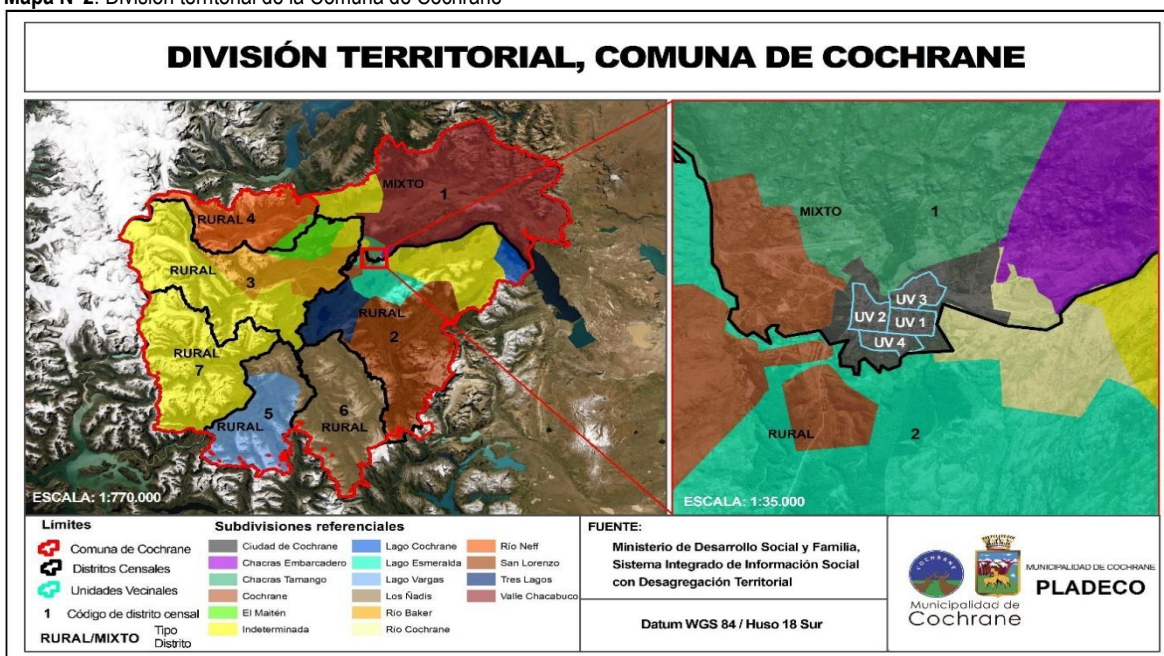 Mapa N°2. División territorial de la Comuna de Cochrane
DIVISIÓN TERRITORIAL, COMUNA DE COCHRANE
MIXTO
1
RURAL 4
RURAL
3
RURAL
2
RURAL
7
5
RURAL
6
RURAL
ESCALA: 1:770.000
MIXTO
1
UV 3
UV 2
UV 1
UV 4
RURAL
2
ESCALA: 1:35.000
Límites
Comuna de Cochrane
Distritos Censales
Unidades Vecinales
1 Código de distrito censal
RURAL/MIXTO Tipo Distrito
Subdivisiones referenciales
Ciudad de Cochrane
Chacras Embarcadero
Chacras Tamango
Cochrane
El Maitén
Indeterminada
Lago Cochrane
Lago Esmeralda
Lago Vargas
Los Ñadis
Río Baker
Río Cochrane
Río Neff
San Lorenzo
Tres Lagos
Valle Chacabuco
FUENTE:
Ministerio de Desarrollo Social y Familia,
Sistema Integrado de Información Social
con Desagregación Territorial
Datum WGS 84 / Huso 18 Sur
Municipalidad de
Cochrane
MUNICIPALIDAD DE COCHRANE
PLADECO